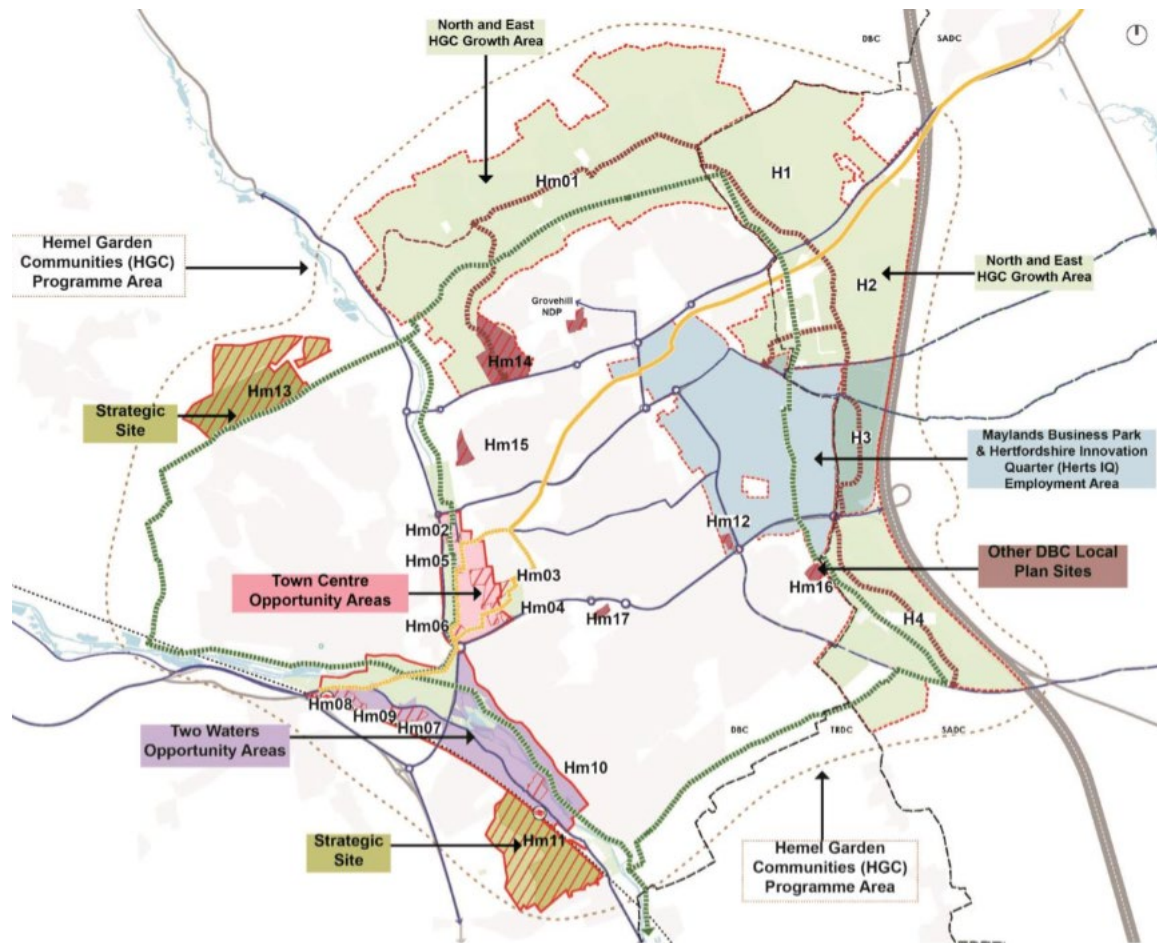 North and East
HGC Growth Area
DBC
SADC
Hm01
H1
Hemel Garden
Communities (HGC)
Programme Area
H2
North and East
HGC Growth Area
Grovehill
NDP
Hm14
Hm13
Strategic
Site
Hm15
H3
Maylands Business Park
& Hertfordshire Innovation
Quarter (Herts IQ)
Employment Area
Hm02
Hm12
Hm05
Other DBC Local
Plan Sites
Town Centre
Opportunity Areas
Hm03
Hm04
Hm16
Hm06
Hm17
H4
Hm08
Hm09
Hm07
Two Waters
Opportunity Areas
DBC
TRDC
SADC
Hm10
Strategic
Site
Hm11
Hemel Garden
Communities (HGC)
Programme Area